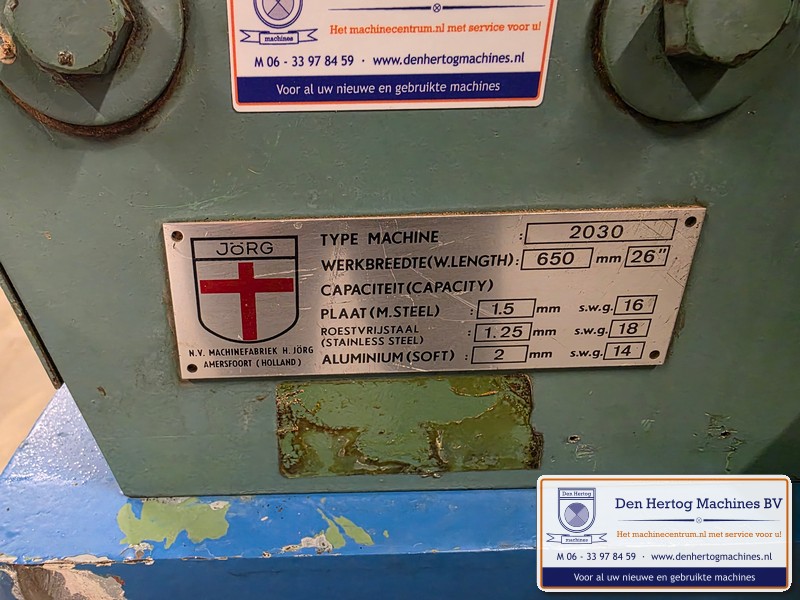 machines
Het machinecentrum.nl met service voor u!
M 06 - 33 97 84 59 · www.denhertogmachines.nl
Voor al uw nieuwe en gebruikte machines
JÖRG
N.V. MACHINEFABRIEK H. JÖRG
AMERSFOORT (HOLLAND)
TYPE MACHINE : 2030
WERKBREEDTE(W.LENGTH): 650 mm 26"
CAPACITEIT(CAPACITY)
PLAAT (M.STEEL) : 1.5 mm s.w.g. 16
ROESTVRIJSTAAL
(STAINLESS STEEL) : 1.25 mm s.w.g. 18
ALUMINIUM (SOFT) : 2 mm s.w.g. 14
Den Hertog
machines
Den Hertog Machines BV
Het machinecentrum.nl met service voor u!
M 06 - 33 97 84 59 · www.denhertogmachines.nl
Voor al uw nieuwe en gebruikte machines